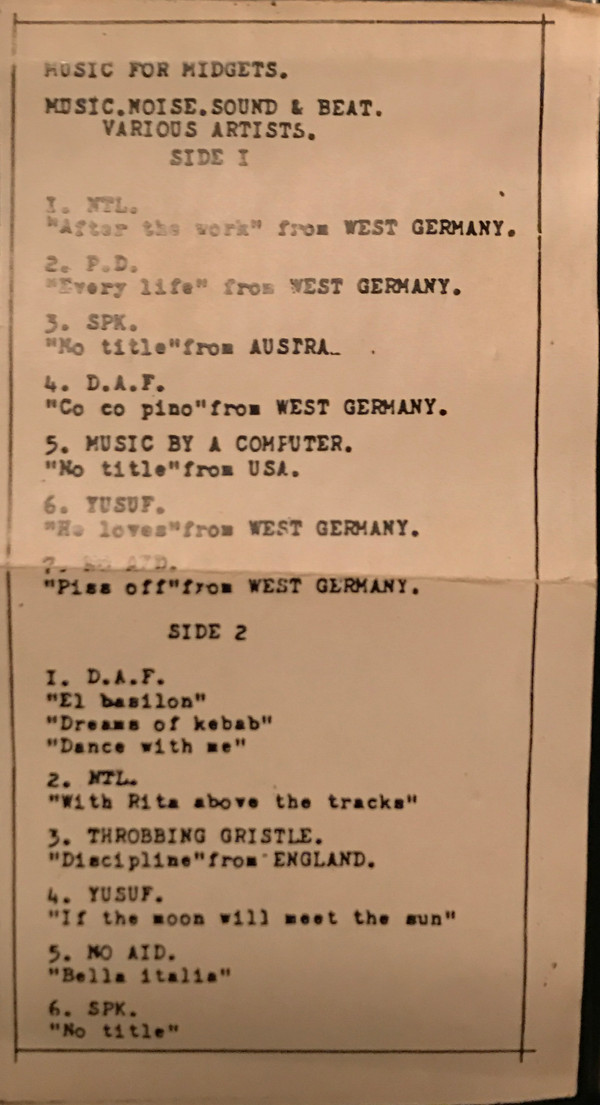 MUSIC FOR MIDGETS.
MUSIC.NOISE.SOUND & BEAT.
VARIOUS ARTISTS.
SIDE I
1. NTL.
"After the work" from WEST GERMANY.
2. P.D.
"Every life" from WEST GERMANY.
3. SPK.
"No title"from AUSTRA
4. D.A.F.
"Co co pino"from WEST GERMANY.
5. MUSIC BY A COMPUTER.
"No title"from USA.
6. YUSUF.
"He loves"from WEST GERMANY.
7. NO AID.
"Piss off"from WEST GERMANY.
SIDE 2
I. D.A.F.
"El basilon"
"Dreams of kebab"
"Dance with me"
2. NTL.
"With Rita above the tracks"
3. THROBBING GRISTLE.
"Discipline"from ENGLAND.
4. YUSUF.
"If the moon will meet the sun"
5. NO AID.
"Bella italia"
6. SPK.
"No title"